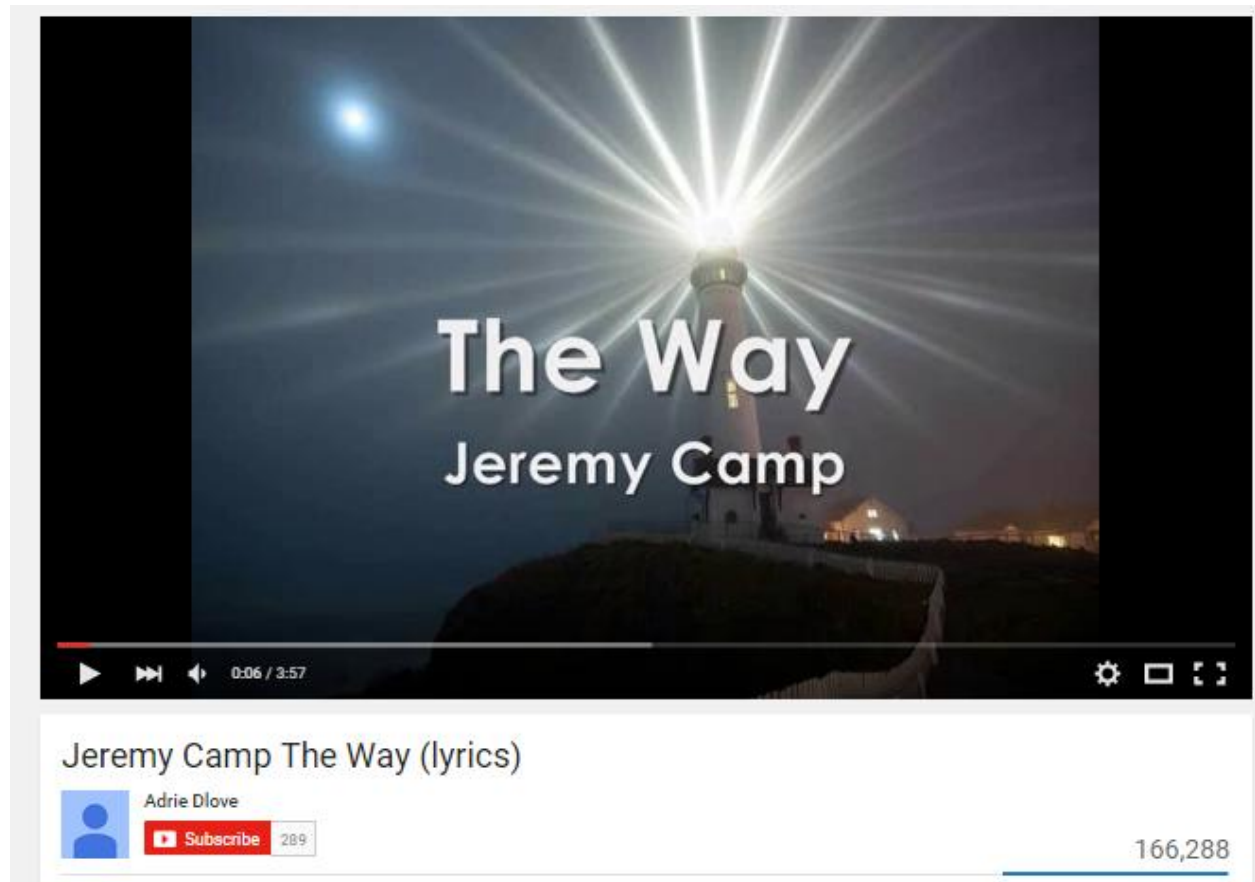 The Way
Jeremy Camp
0:06 / 3:57
Jeremy Camp The Way (lyrics)
Adrie Dlove
Subscribe 289
166,288